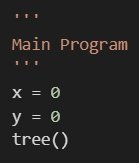 '''
Main Program
'''
x = 0
y = 0
tree()